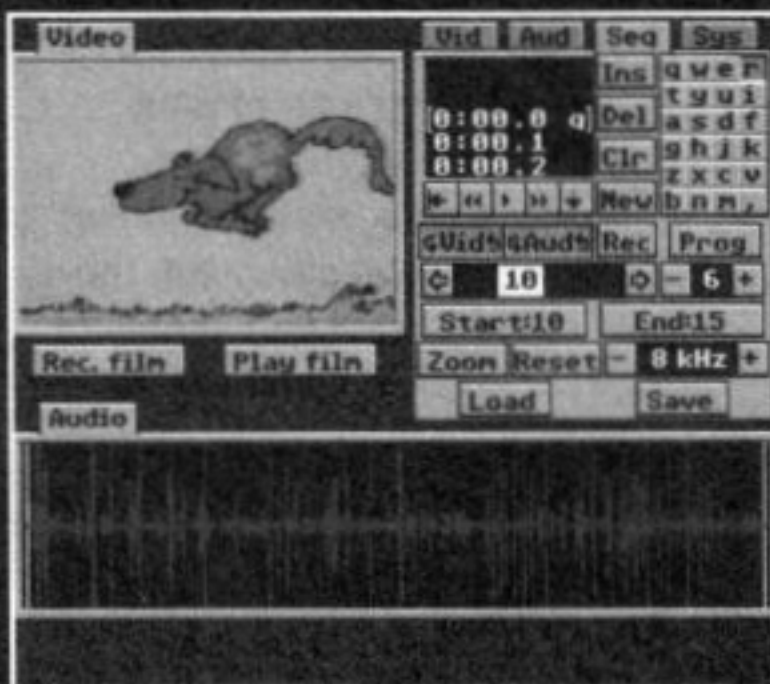 Video
Vid Aud Seq Sys
Ins q w e r
t y u i
[0:00.0 q] Del a s d f
0:00.1
0:00.2 Clr g h j k
z x c v
New b n m ,
Vid Aud Rec Prog
10 - 6 +
Start:10 End:15
Rec. film Play film Zoom Reset - 8 kHz +
Load Save
Audio